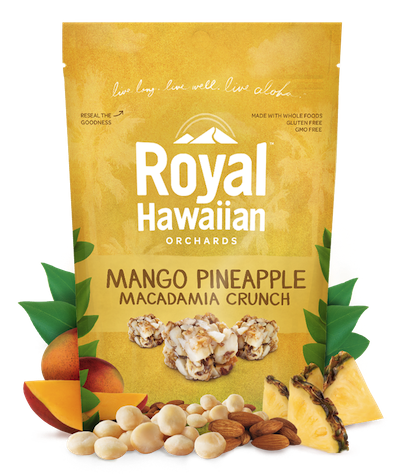 live long. live well. live aloha.
RESEAL THE
GOODNESS
MADE WITH WHOLE FOODS
GLUTEN FREE
GMO FREE
Royal™
Hawaiian
ORCHARDS
MANGO PINEAPPLE
MACADAMIA CRUNCH